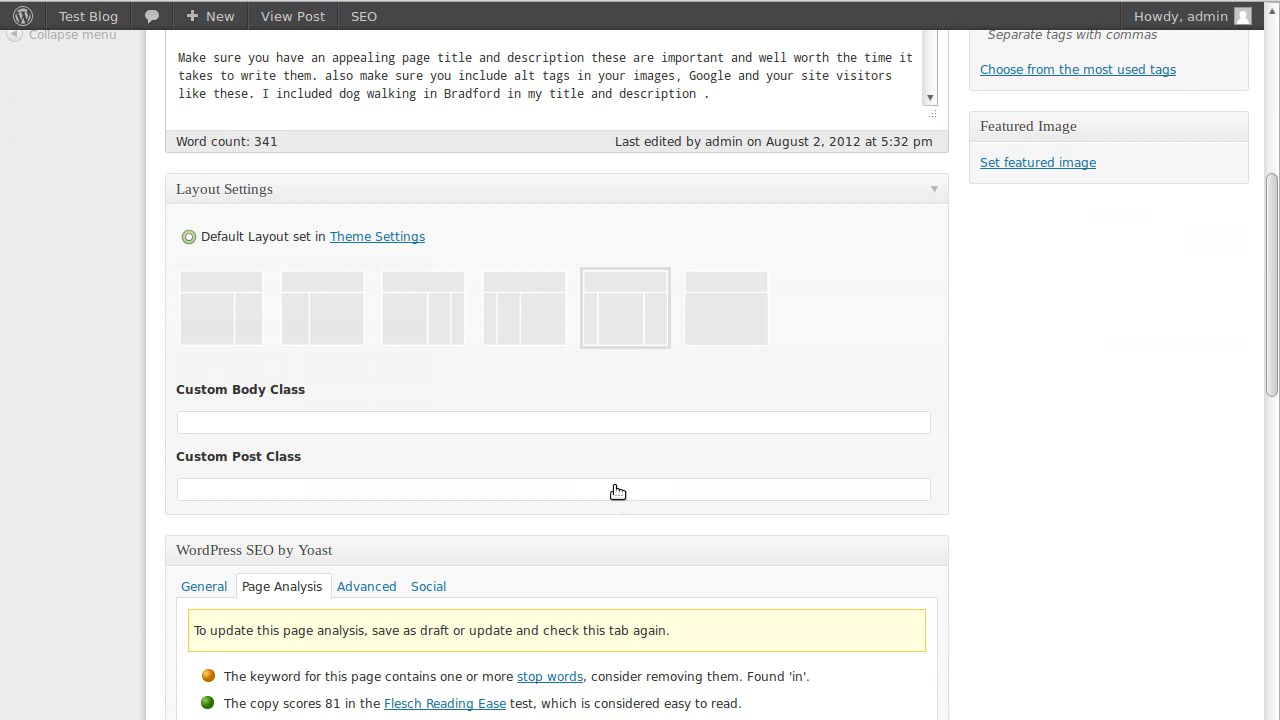 Test Blog New View Post SEO Howdy, admin
Collapse menu
Separate tags with commas
Choose from the most used tags
Make sure you have an appealing page title and description these are important and well worth the time it
takes to write them. also make sure you include alt tags in your images, Google and your site visitors
like these. I included dog walking in Bradford in my title and description .
Word count: 341 Last edited by admin on August 2, 2012 at 5:32 pm
Featured Image
Set featured image
Layout Settings
Default Layout set in Theme Settings
Custom Body Class
Custom Post Class
WordPress SEO by Yoast
General Page Analysis Advanced Social
To update this page analysis, save as draft or update and check this tab again.
The keyword for this page contains one or more stop words, consider removing them. Found 'in'.
The copy scores 81 in the Flesch Reading Ease test, which is considered easy to read.